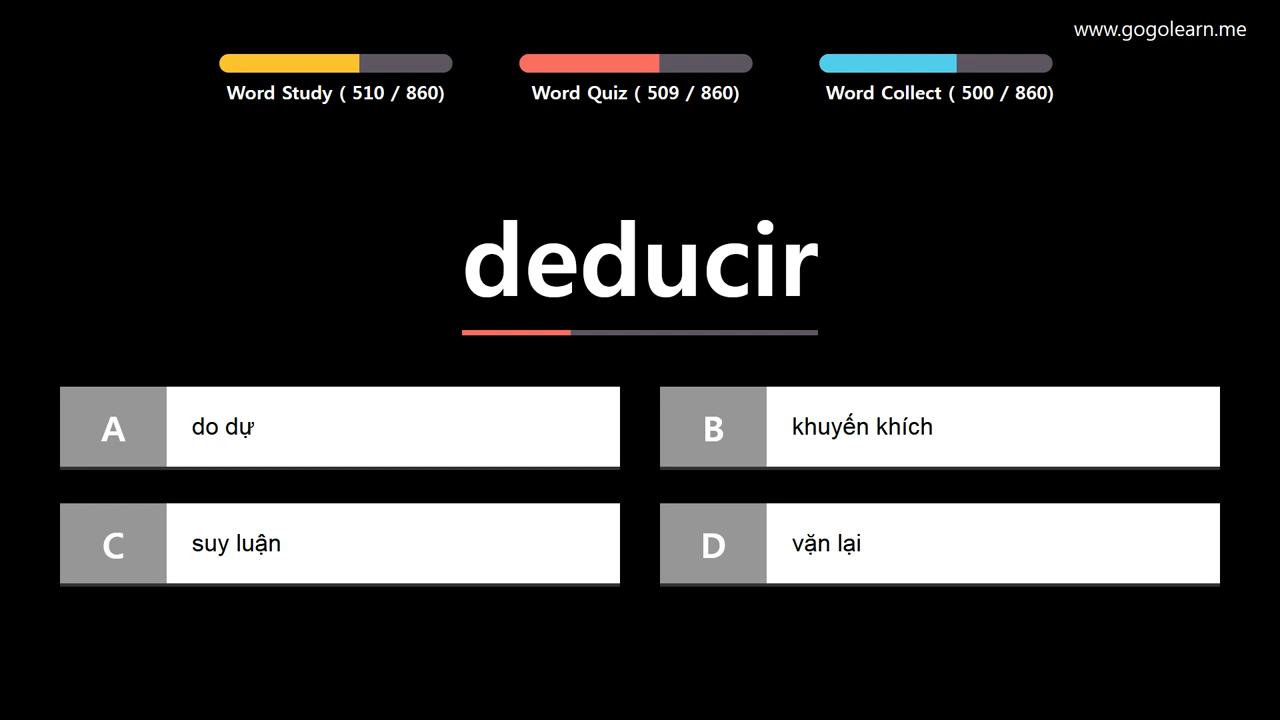 www.gogolearn.me
Word Study ( 510 / 860)
Word Quiz ( 509 / 860)
Word Collect ( 500 / 860)
deducir
A
do dự
B
khuyến khích
C
suy luận
D
vặn lại